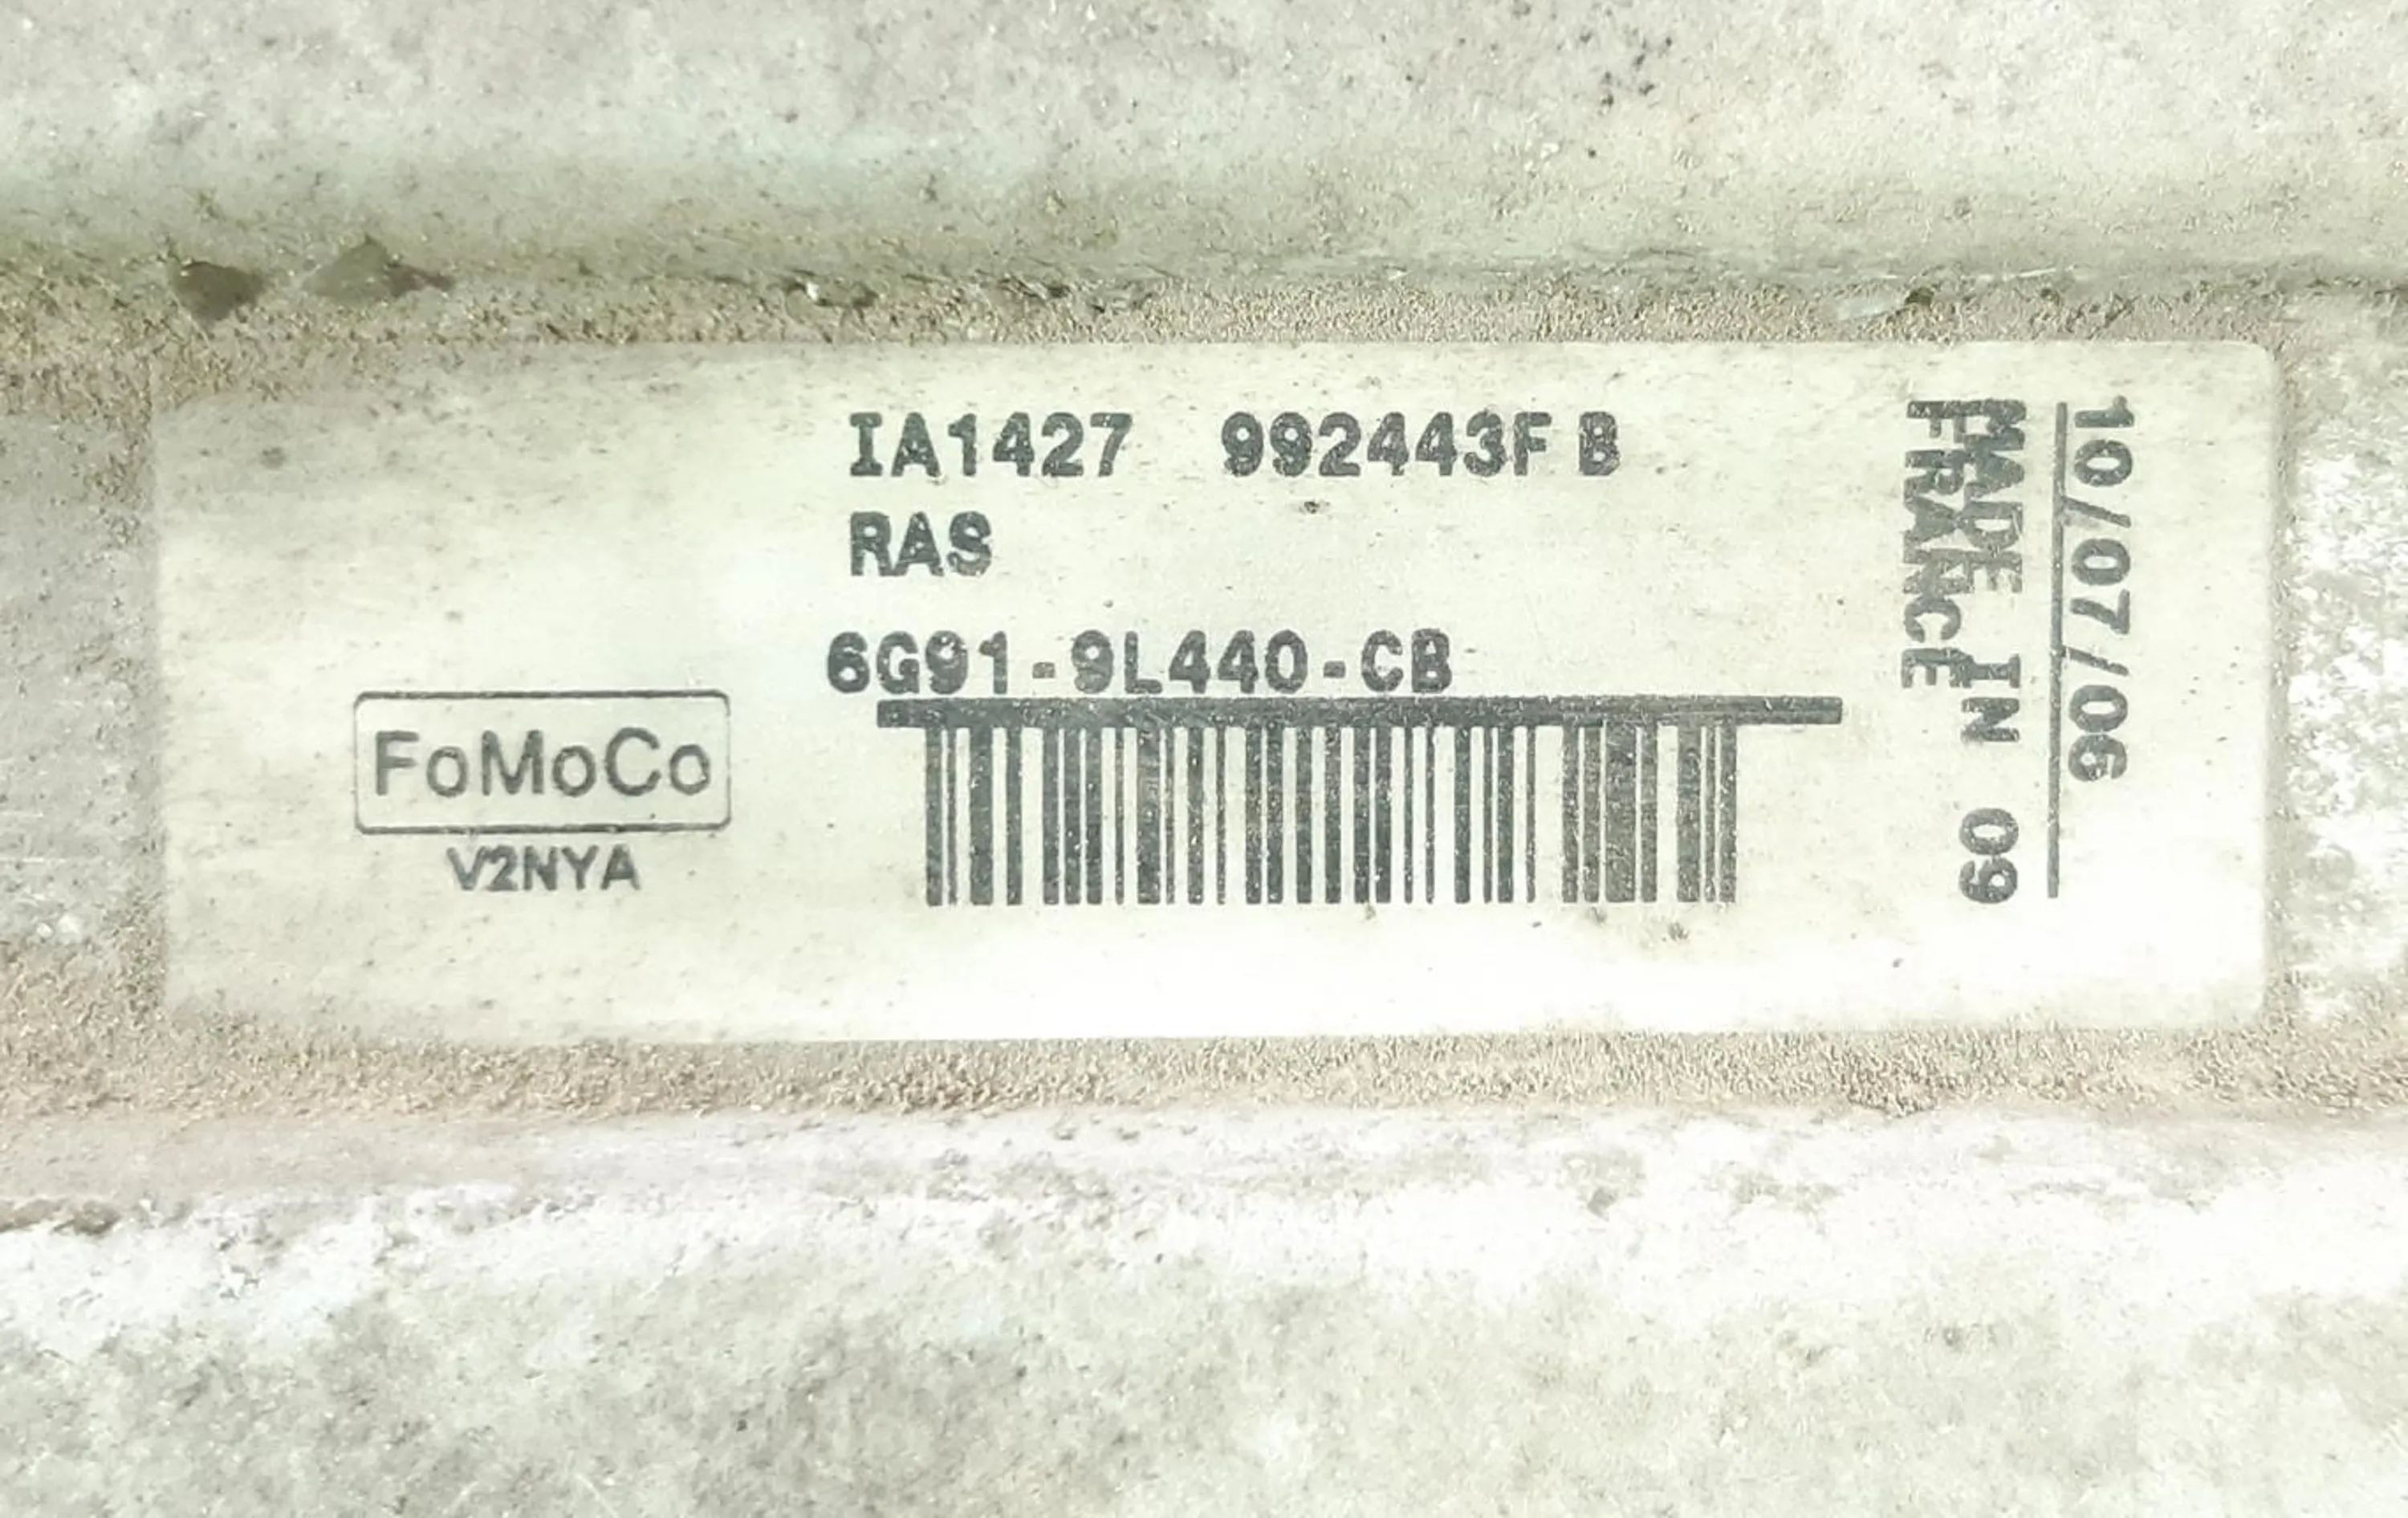 IA1427 992443F B
RAS
6G91-9L440-CB
FoMoCo
V2NYA
10/07/06
MADE IN 09
FRANCE